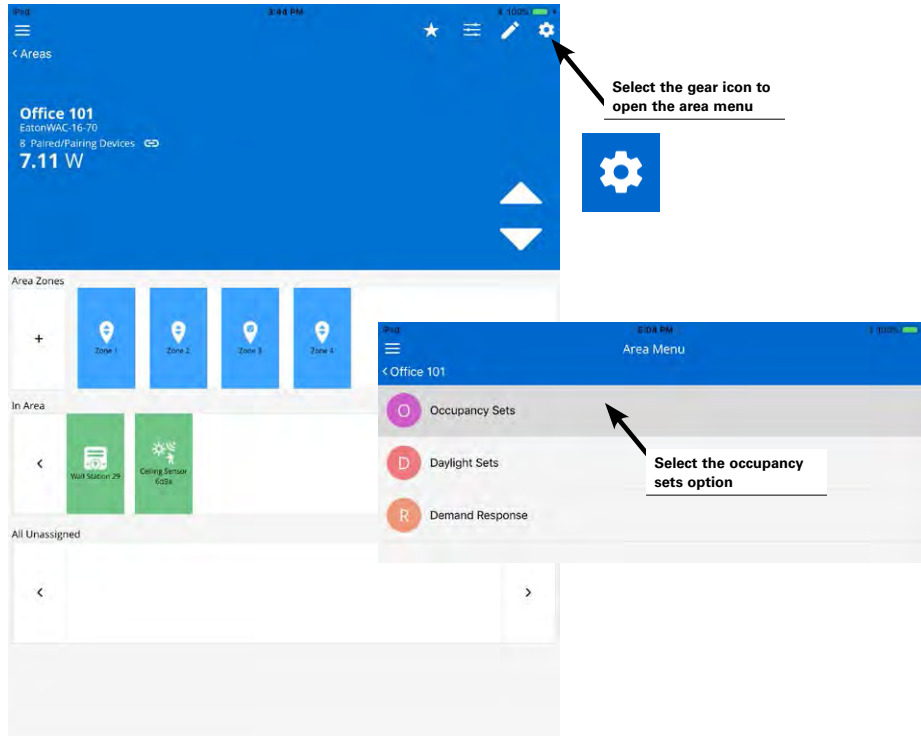 iPad 3:44 PM 100%
< Areas
Select the gear icon to
open the area menu
Office 101
EatonWAC-16-70
8 Paired/Pairing Devices
7.11 W
Area Zones
+
Zone 1
Zone 2
Zone 3
Zone 4
In Area
<
Wall Station 29
Ceiling Sensor
6d9a
All Unassigned
< >
iPad 5:04 PM 100%
Area Menu
< Office 101
O Occupancy Sets
D Daylight Sets
R Demand Response
Select the occupancy
sets option